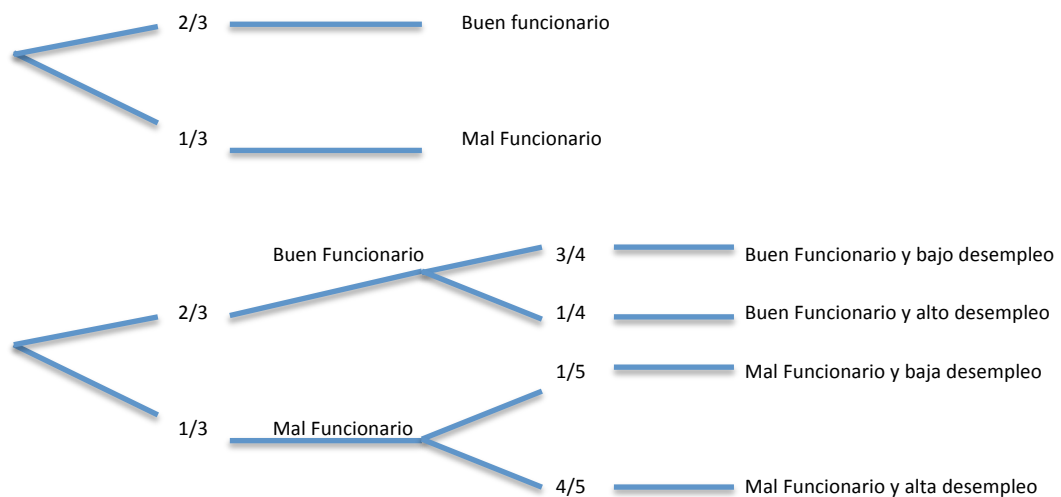 2/3 Buen funcionario
1/3 Mal Funcionario
Buen Funcionario 3/4 Buen Funcionario y bajo desempleo
2/3 1/4 Buen Funcionario y alto desempleo
1/5 Mal Funcionario y baja desempleo
1/3 Mal Funcionario
4/5 Mal Funcionario y alta desempleo